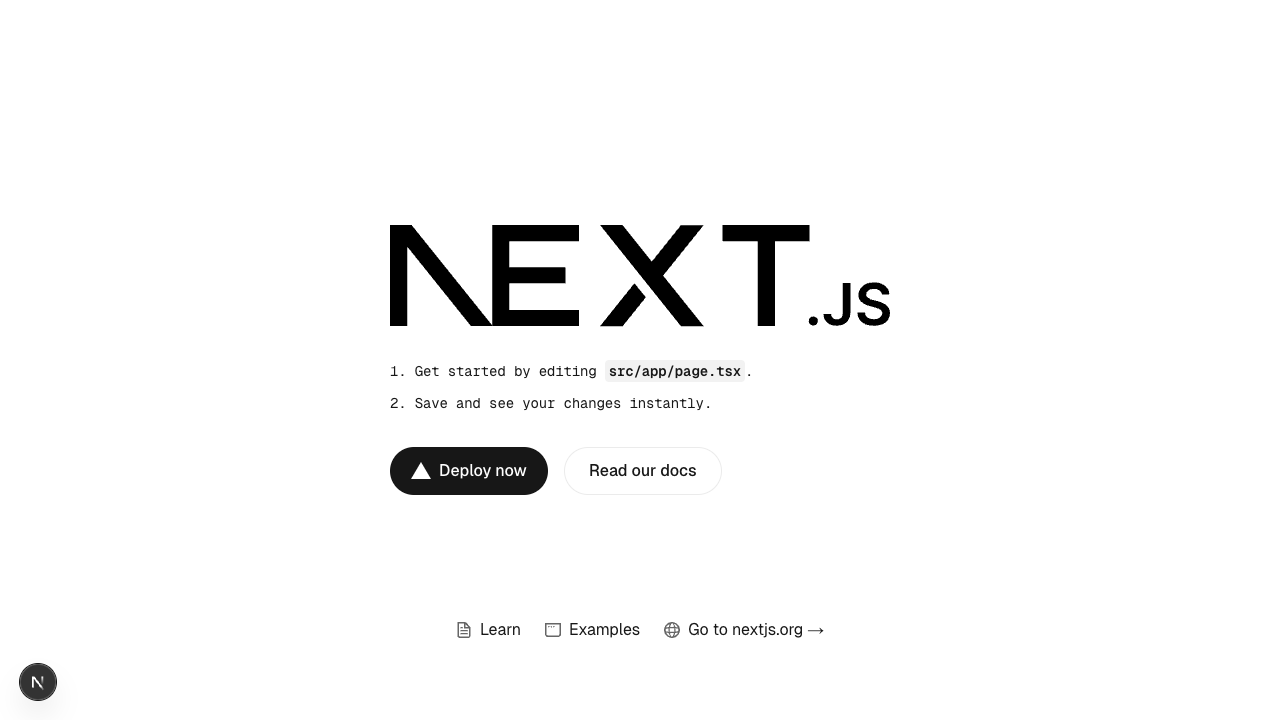 NEXT.JS
1. Get started by editing src/app/page.tsx.
2. Save and see your changes instantly.
Deploy now
Read our docs
Learn
Examples
Go to nextjs.org →
N